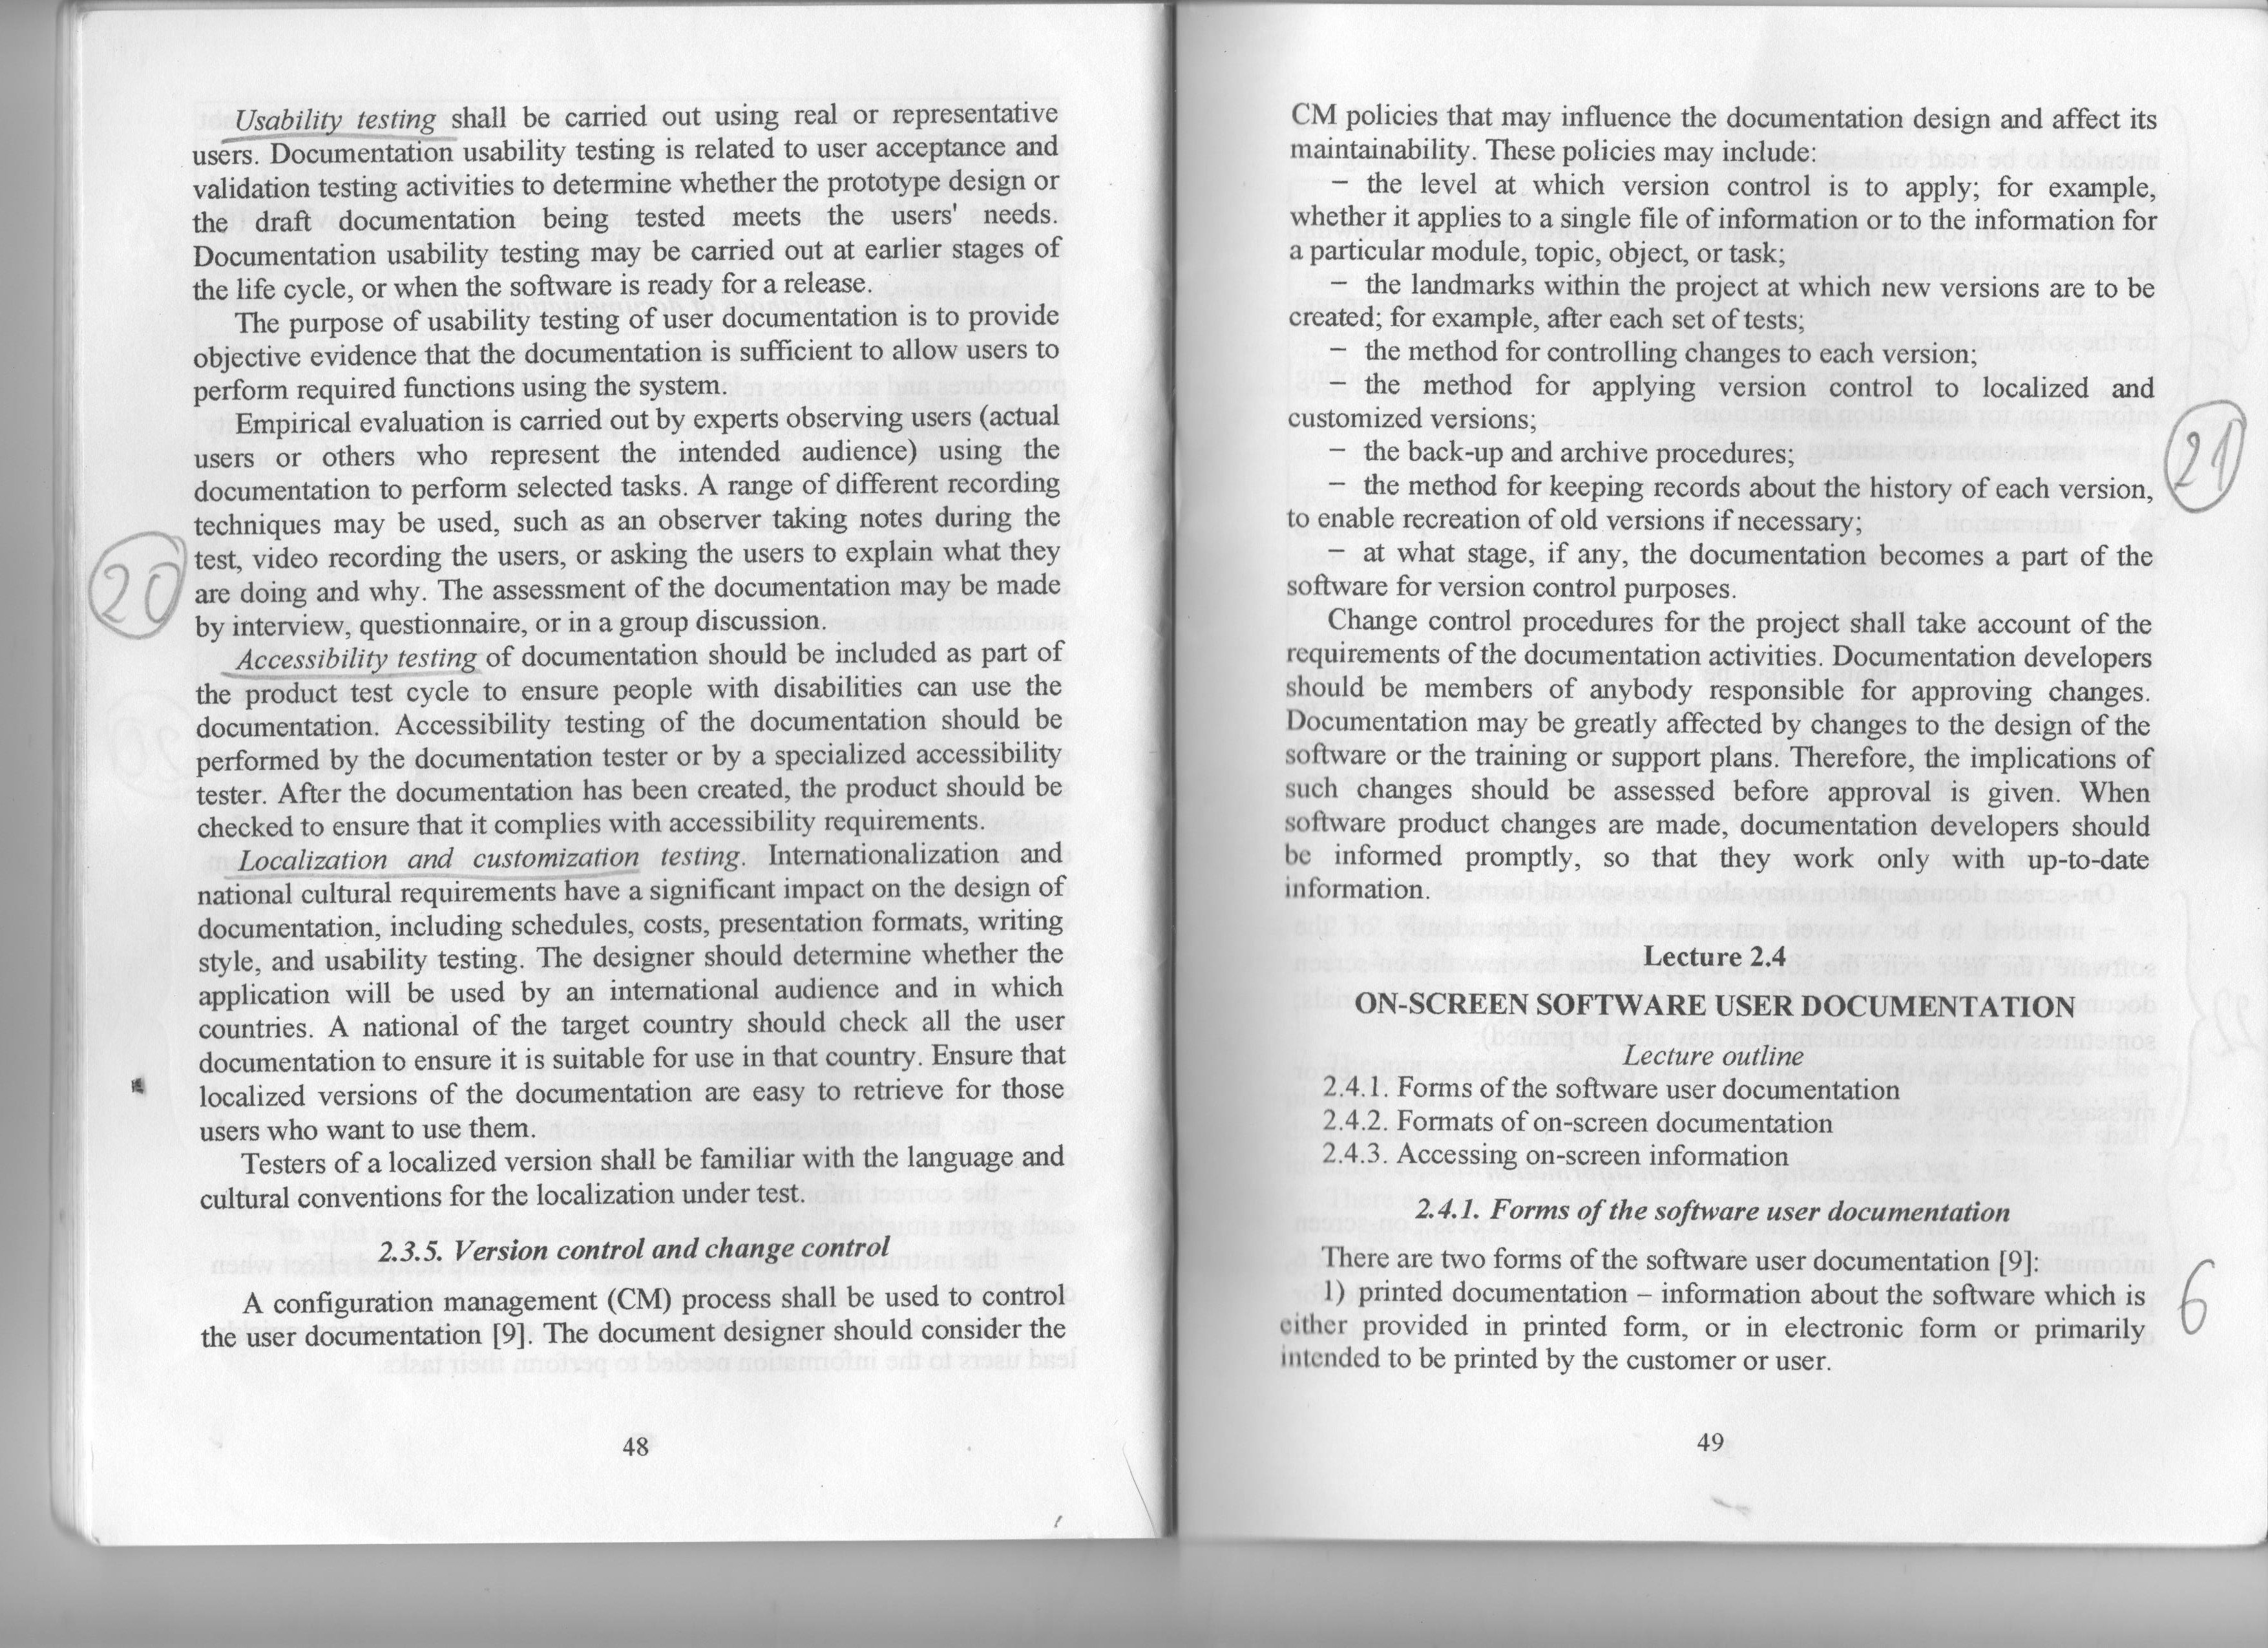 Usability testing shall be carried out using real or representative
users. Documentation usability testing is related to user acceptance and
validation testing activities to determine whether the prototype design or
the draft documentation being tested meets the users' needs.
Documentation usability testing may be carried out at earlier stages of
the life cycle, or when the software is ready for a release.
The purpose of usability testing of user documentation is to provide
objective evidence that the documentation is sufficient to allow users to
perform required functions using the system.
Empirical evaluation is carried out by experts observing users (actual
users or others who represent the intended audience) using the
documentation to perform selected tasks. A range of different recording
techniques may be used, such as an observer taking notes during the
test, video recording the users, or asking the users to explain what they
are doing and why. The assessment of the documentation may be made
by interview, questionnaire, or in a group discussion.
20
Accessibility testing of documentation should be included as part of
the product test cycle to ensure people with disabilities can use the
documentation. Accessibility testing of the documentation should be
performed by the documentation tester or by a specialized accessibility
tester. After the documentation has been created, the product should be
checked to ensure that it complies with accessibility requirements.
Localization and customization testing. Internationalization and
national cultural requirements have a significant impact on the design of
documentation, including schedules, costs, presentation formats, writing
style, and usability testing. The designer should determine whether the
application will be used by an international audience and in which
countries. A national of the target country should check all the user
documentation to ensure it is suitable for use in that country. Ensure that
localized versions of the documentation are easy to retrieve for those
users who want to use them.
Testers of a localized version shall be familiar with the language and
cultural conventions for the localization under test.
2.3.5. Version control and change control
A configuration management (CM) process shall be used to control
the user documentation [9]. The document designer should consider the
48
CM policies that may influence the documentation design and affect its
maintainability. These policies may include:
− the level at which version control is to apply; for example,
whether it applies to a single file of information or to the information for
a particular module, topic, object, or task;
− the landmarks within the project at which new versions are to be
created; for example, after each set of tests;
− the method for controlling changes to each version;
− the method for applying version control to localized and
customized versions;
− the back-up and archive procedures;
21
− the method for keeping records about the history of each version,
to enable recreation of old versions if necessary;
− at what stage, if any, the documentation becomes a part of the
software for version control purposes.
Change control procedures for the project shall take account of the
requirements of the documentation activities. Documentation developers
should be members of anybody responsible for approving changes.
Documentation may be greatly affected by changes to the design of the
software or the training or support plans. Therefore, the implications of
such changes should be assessed before approval is given. When
software product changes are made, documentation developers should
be informed promptly, so that they work only with up-to-date
information.
Lecture 2.4
ON-SCREEN SOFTWARE USER DOCUMENTATION
Lecture outline
2.4.1. Forms of the software user documentation
2.4.2. Formats of on-screen documentation
2.4.3. Accessing on-screen information
2.4.1. Forms of the software user documentation
There are two forms of the software user documentation [9]:
1) printed documentation – information about the software which is
either provided in printed form, or in electronic form or primarily
intended to be printed by the customer or user.
6
49